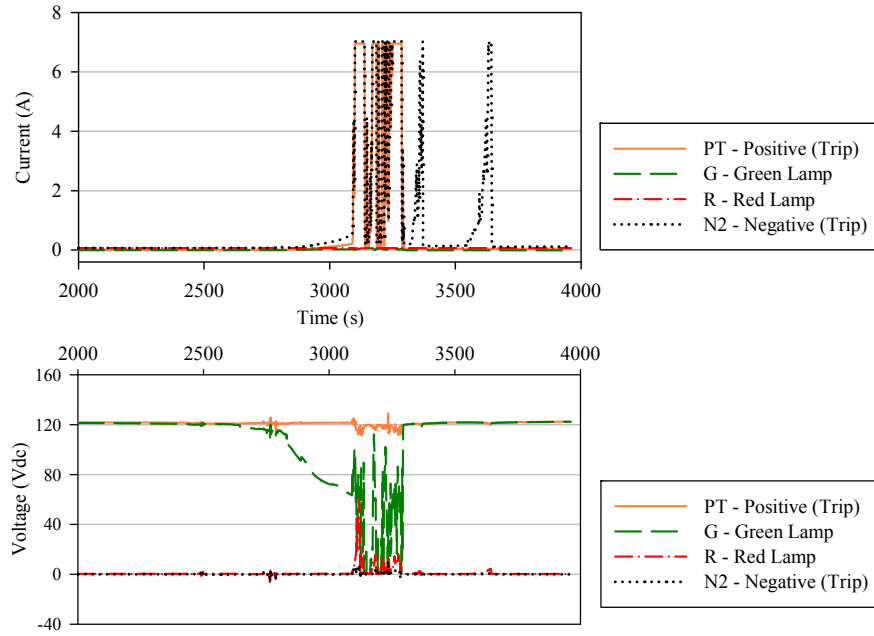 8
6
4
2
0
Current (A)
2000 2500 3000 3500 4000
Time (s)
PT - Positive (Trip)
G - Green Lamp
R - Red Lamp
N2 - Negative (Trip)
2000 2500 3000 3500 4000
160
120
80
40
0
-40
Voltage (Vdc)
PT - Positive (Trip)
G - Green Lamp
R - Red Lamp
N2 - Negative (Trip)